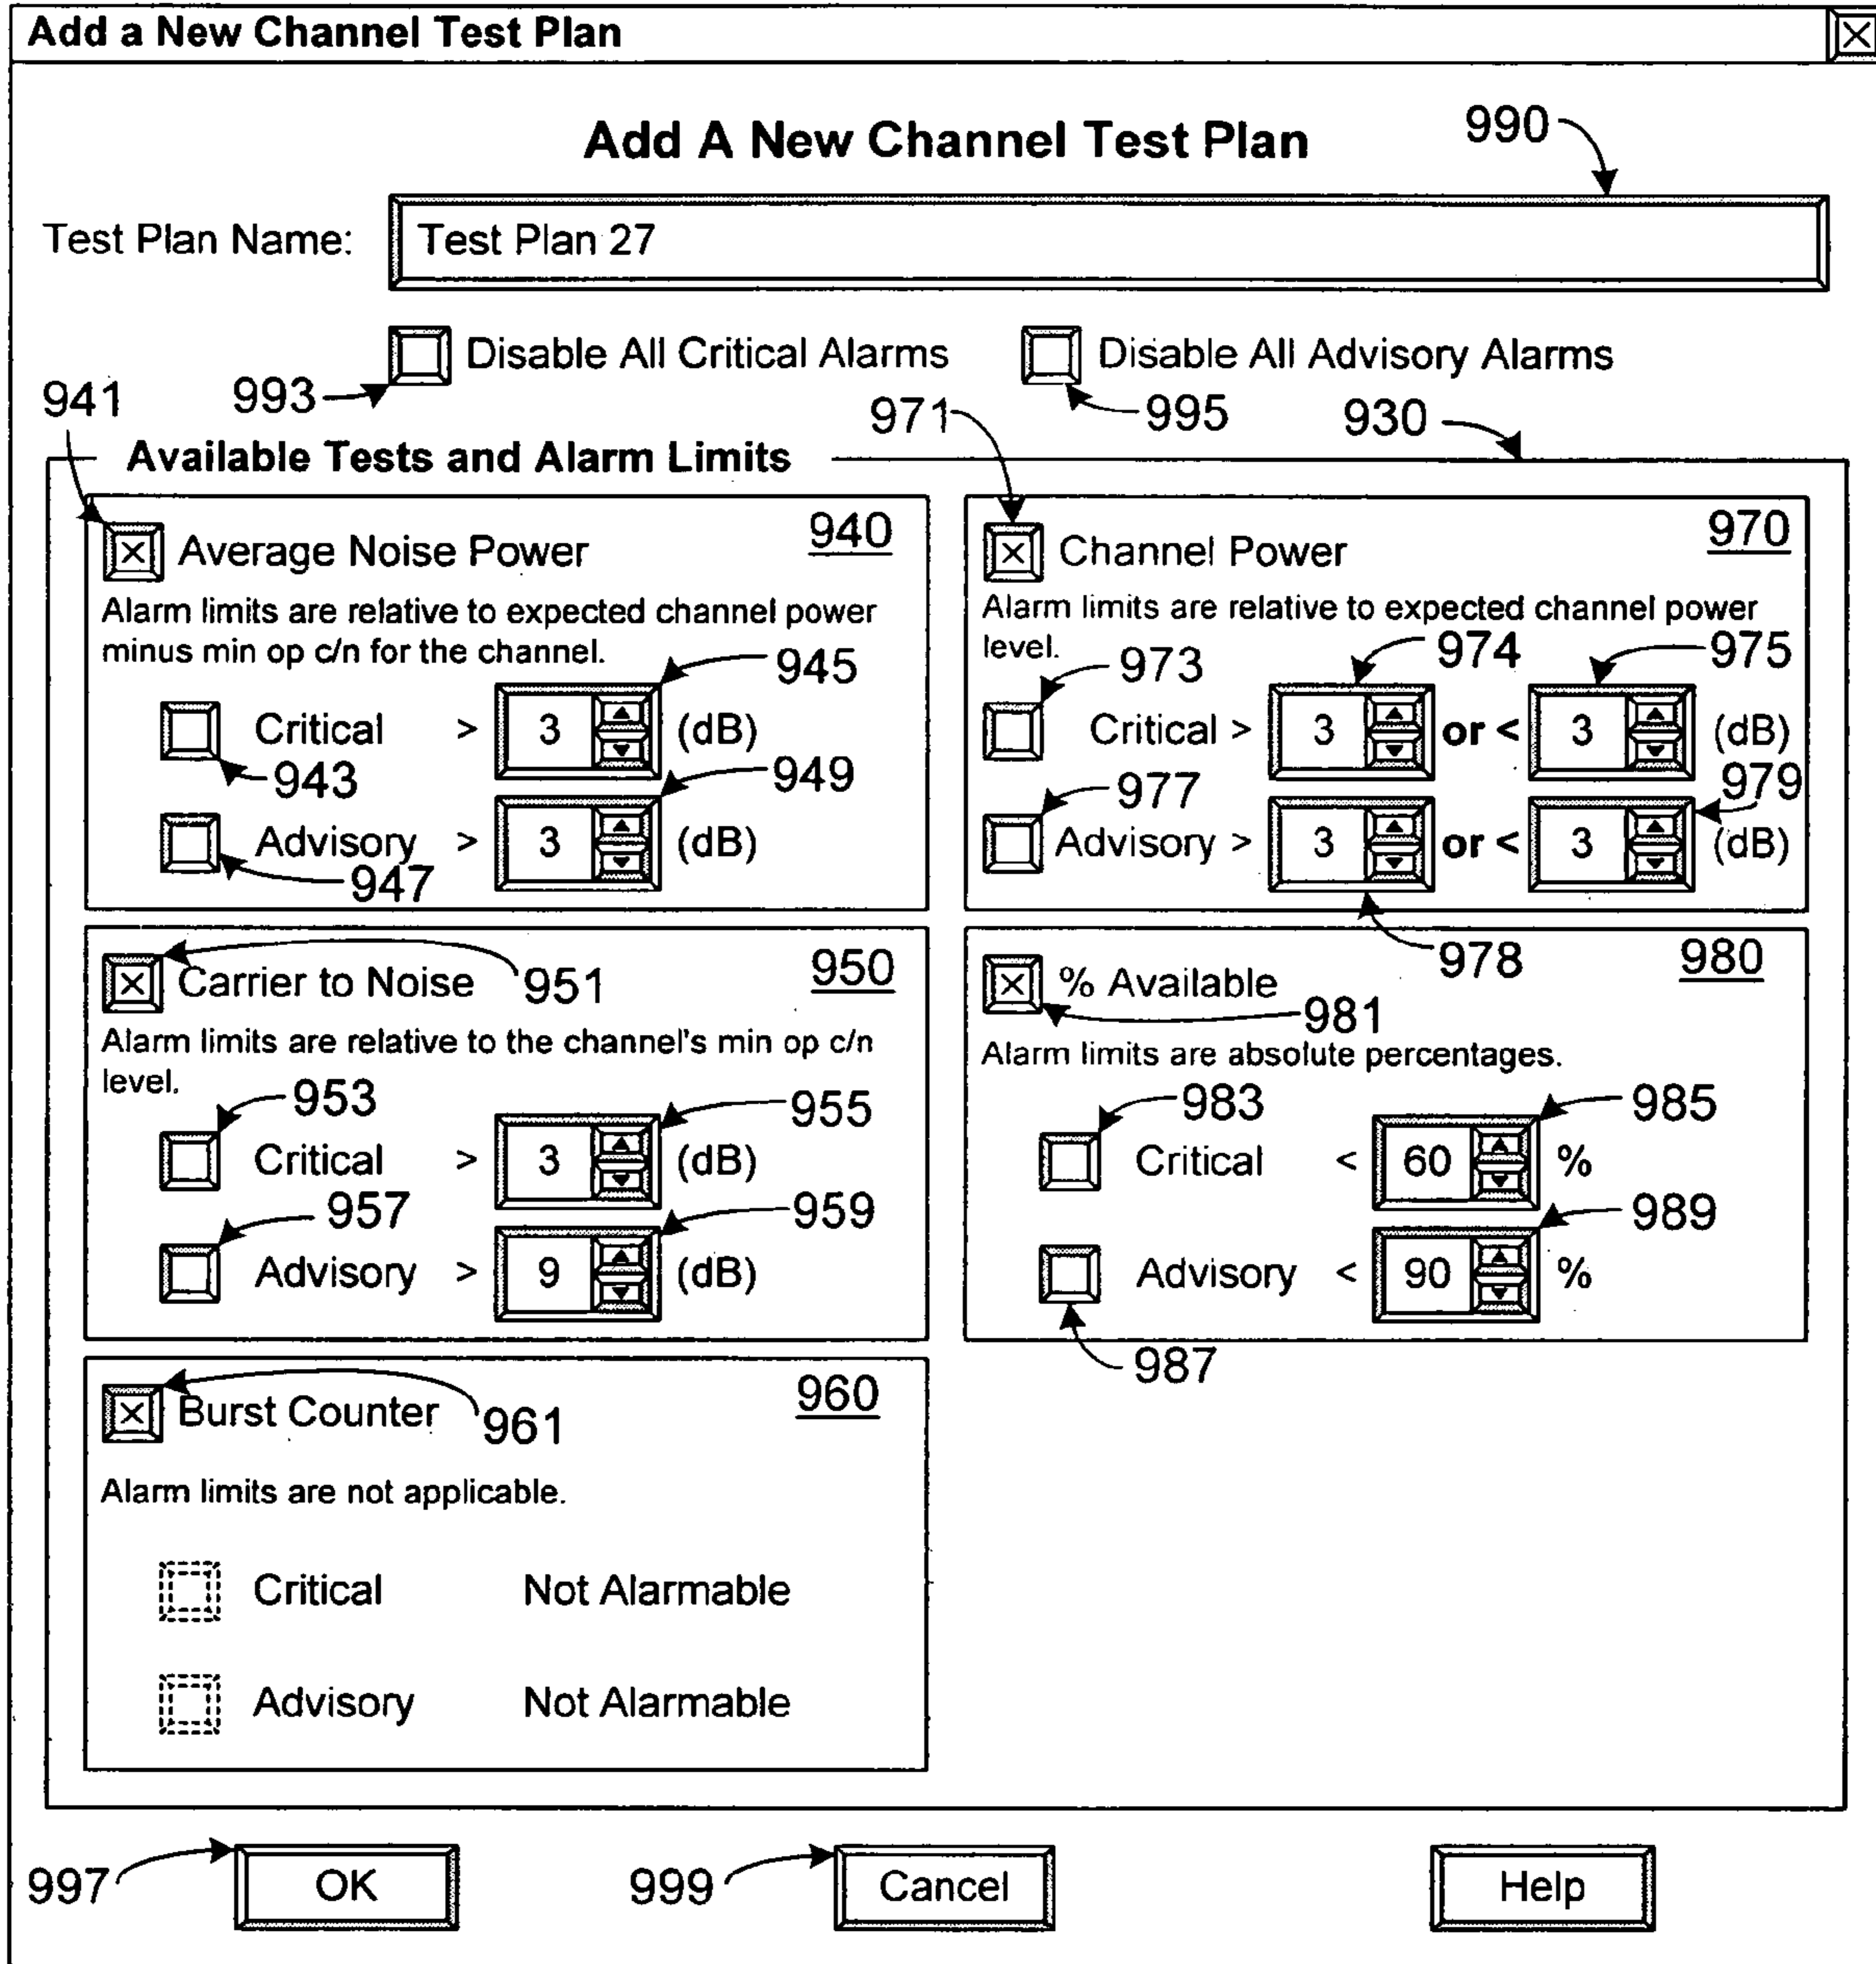 Add a New Channel Test Plan
Add A New Channel Test Plan
990
Test Plan Name:
Test Plan 27
Disable All Critical Alarms
Disable All Advisory Alarms
941
993
971
995
930
Available Tests and Alarm Limits
Average Noise Power
940
Alarm limits are relative to expected channel power
minus min op c/n for the channel.
945
Critical > 3 (dB)
943
949
Advisory > 3 (dB)
947
Channel Power
970
Alarm limits are relative to expected channel power
level.
973
974
975
Critical > 3 or < 3 (dB)
977
979
Advisory > 3 or < 3 (dB)
978
Carrier to Noise
951
950
Alarm limits are relative to the channel's min op c/n
level.
953
955
Critical > 3 (dB)
957
959
Advisory > 9 (dB)
% Available
980
981
Alarm limits are absolute percentages.
983
985
Critical < 60 %
989
Advisory < 90 %
987
Burst Counter
961
960
Alarm limits are not applicable.
Critical Not Alarmable
Advisory Not Alarmable
997
OK
999
Cancel
Help